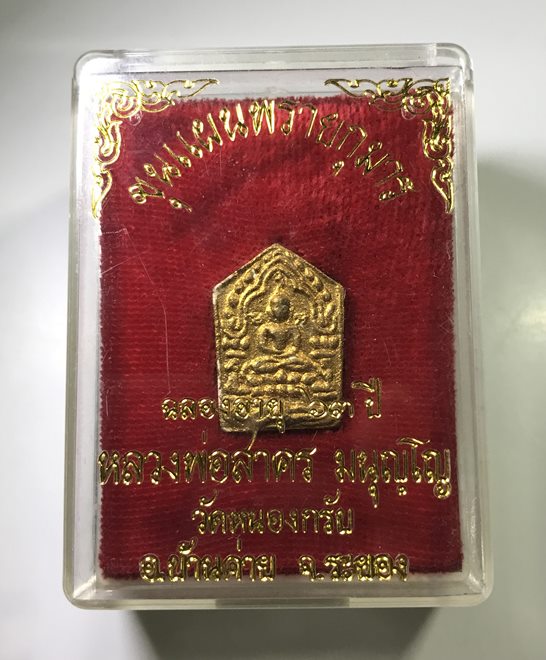 ขุนแผนพรายกุมาร
ฉลองอายุ ๖๓ ปี
หลวงพ่อสาคร มนุญฺโญ
วัดหนองกรับ
อ.บ้านค่าย จ.ระยอง